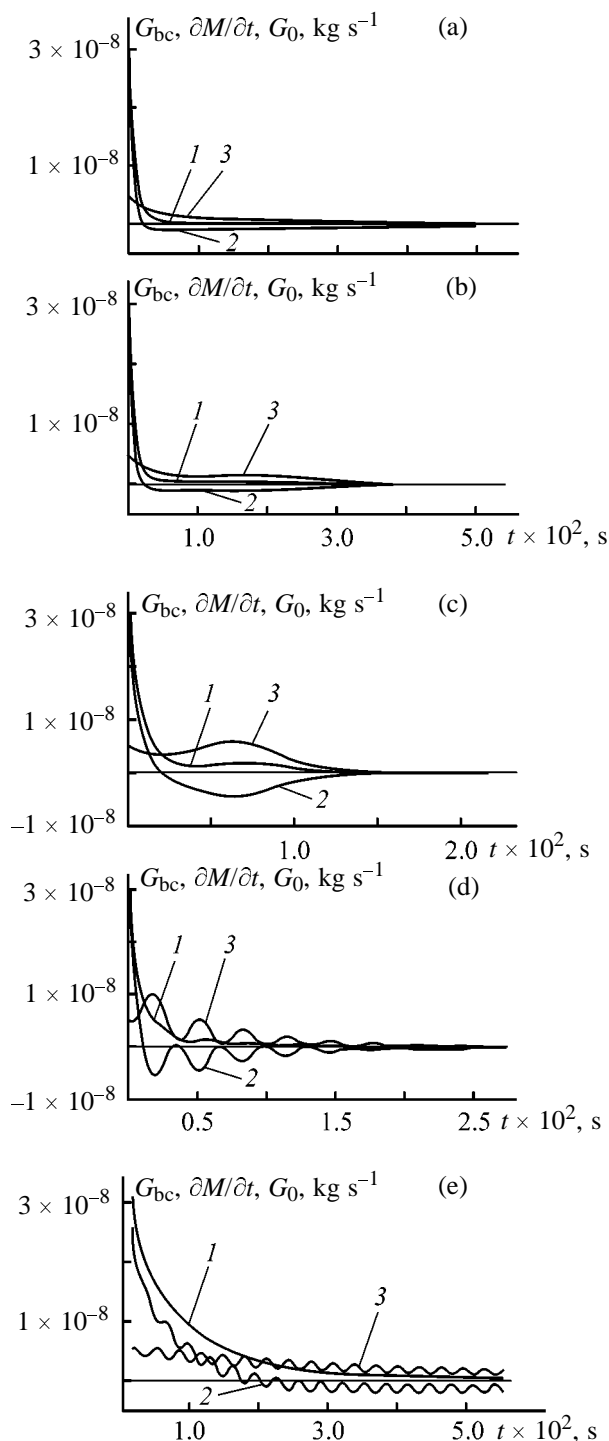 G_bc, ∂M/∂t, G_0, kg s^−1 (a)
3 × 10^−8
1 3
1 × 10^−8
2
G_bc, ∂M/∂t, G_0, kg s^−1 (b)
3 × 10^−8
1 3
1 × 10^−8
2
1.0 3.0 5.0 t × 10^2, s
G_bc, ∂M/∂t, G_0, kg s^−1 (c)
3 × 10^−8
1 3
1 × 10^−8
2
−1 × 10^−8
1.0 2.0 t × 10^2, s
G_bc, ∂M/∂t, G_0, kg s^−1 (d)
3 × 10^−8
1 3
1 × 10^−8
2
−1 × 10^−8
0.5 1.5 2.5 t × 10^2, s
G_bc, ∂M/∂t, G_0, kg s^−1 (e)
3 × 10^−8
1
3
1 × 10^−8
2
1.0 3.0 5.0 t × 10^2, s